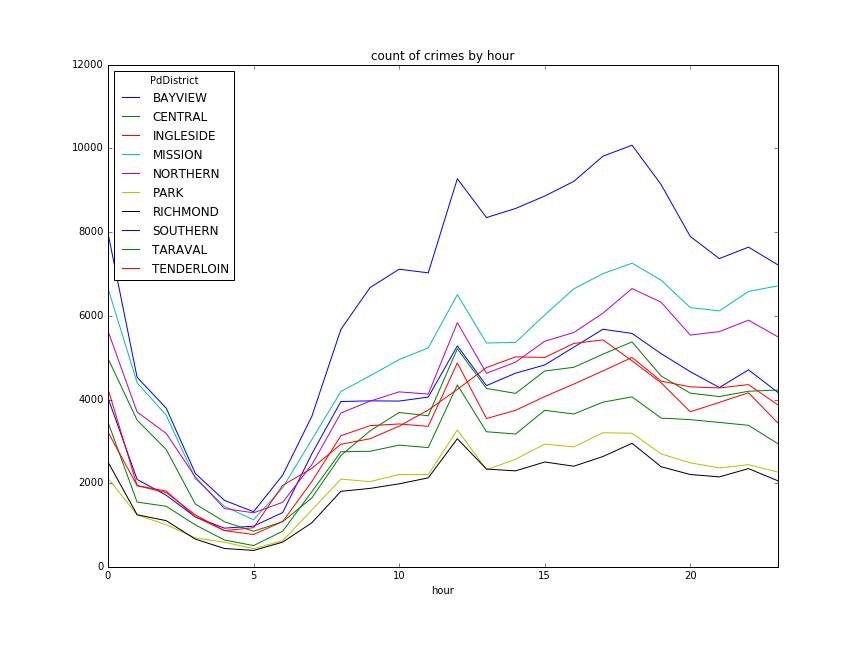 count of crimes by hour
12000
10000
8000
6000
4000
2000
0
PdDistrict
BAYVIEW
CENTRAL
INGLESIDE
MISSION
NORTHERN
PARK
RICHMOND
SOUTHERN
TARAVAL
TENDERLOIN
0 5 10 15 20
hour